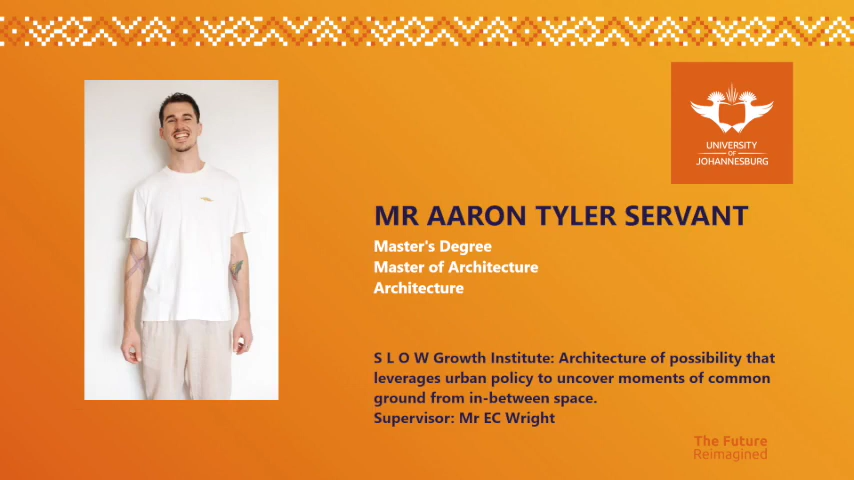 UNIVERSITY
OF
JOHANNESBURG
MR AARON TYLER SERVANT
Master's Degree
Master of Architecture
Architecture
S L O W Growth Institute: Architecture of possibility that
leverages urban policy to uncover moments of common
ground from in-between space.
Supervisor: Mr EC Wright
The Future
Reimagined